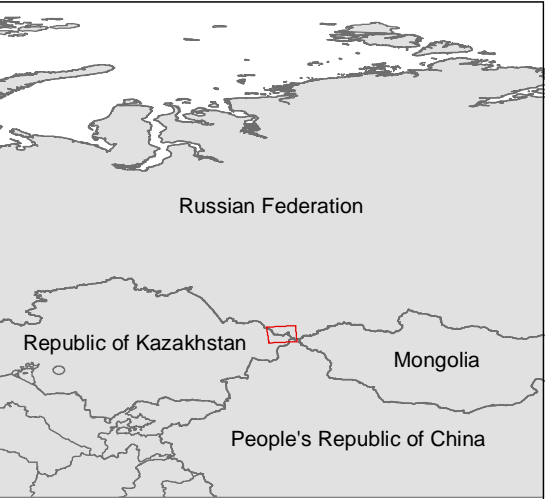 Russian Federation
Republic of Kazakhstan
Mongolia
People's Republic of China